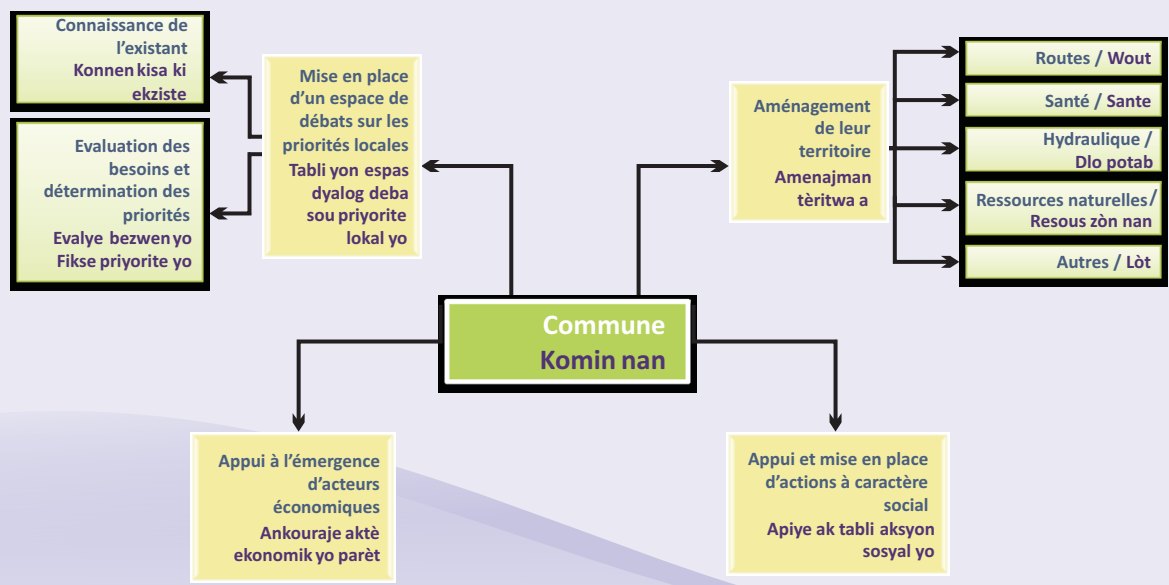 Connaissance de
l'existant
Konnen kisa ki
ekziste
Evaluation des
besoins et
détermination des
priorités
Evalye bezwen yo
Fikse priyorite yo
Mise en place
d'un espace de
débats sur les
priorités locales
Tabli yon espas
dyalog deba
sou priyorite
lokal yo
Aménagement
de leur
territoire
Amenajman
tèritwa a
Routes / Wout
Santé / Sante
Hydraulique /
Dlo potab
Ressources naturelles/
Resous zòn nan
Autres / Lòt
Commune
Komin nan
Appui à l'émergence
d'acteurs
économiques
Ankouraje aktè
ekonomik yo parèt
Appui et mise en place
d'actions à caractère
social
Apiye ak tabli aksyon
sosyal yo